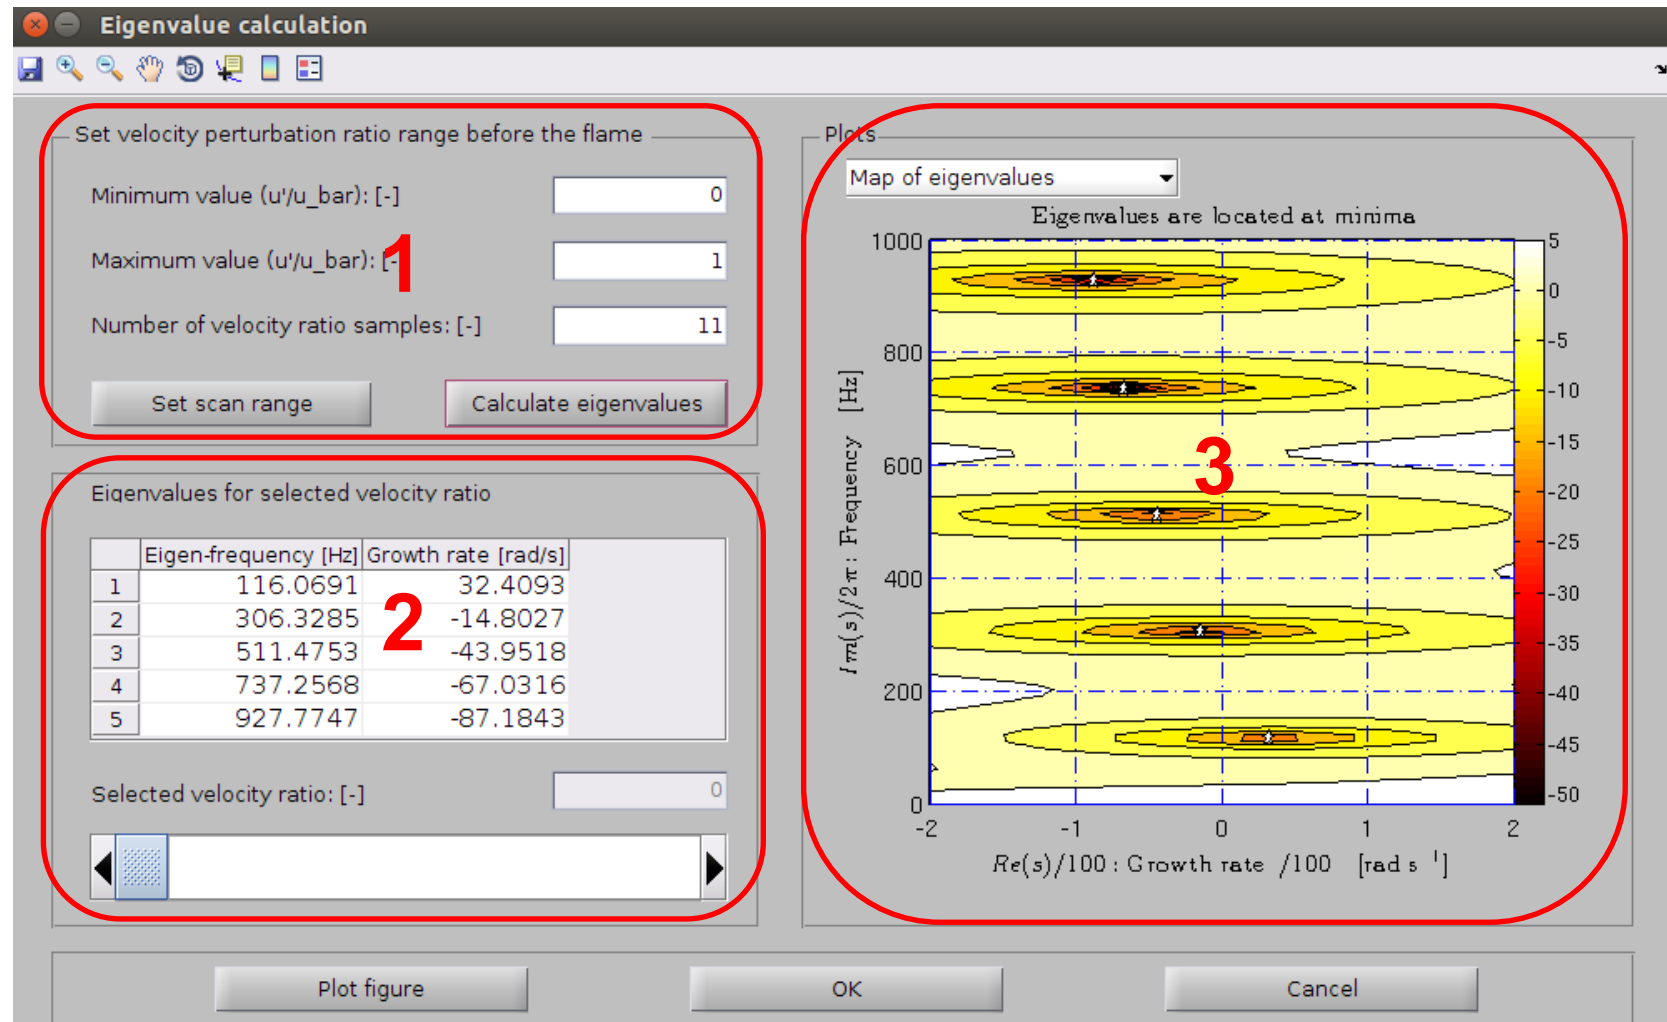 Eigenvalue calculation
Set velocity perturbation ratio range before the flame
Minimum value (u'/u_bar): [-]
0
Maximum value (u'/u_bar): [-
1
1
Number of velocity ratio samples: [-]
11
Set scan range
Calculate eigenvalues
Eigenvalues for selected velocity ratio
Eigen-frequency [Hz] Growth rate [rad/s]
1 116.0691 32.4093
2 306.3285 -14.8027
3 511.4753 -43.9518
4 737.2568 -67.0316
5 927.7747 -87.1843
2
Selected velocity ratio: [-]
0
Plots
Map of eigenvalues
Eigenvalues are located at minima
1000
800
600
400
200
0
Im(s)/2π: Frequency [Hz]
3
-2 -1 0 1 2
Re(s)/100: Growth rate /100 [rad s ⁻¹]
5
0
-5
-10
-15
-20
-25
-30
-35
-40
-45
-50
Plot figure
OK
Cancel